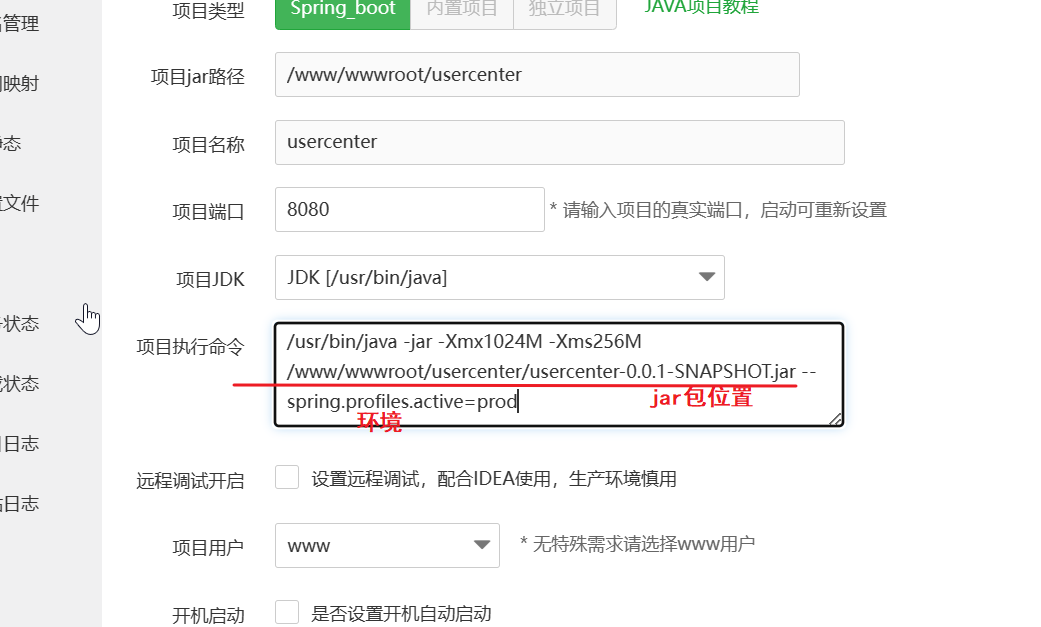 管理
项目类型 Spring_boot 内置项目 独立项目 JAVA项目教程
映射
项目jar路径 /www/wwwroot/usercenter
态
项目名称 usercenter
文件
项目端口 8080 * 请输入项目的真实端口，启动可重新设置
项目JDK JDK [/usr/bin/java]
状态
项目执行命令 /usr/bin/java -jar -Xmx1024M -Xms256M
/www/wwwroot/usercenter/usercenter-0.0.1-SNAPSHOT.jar --
spring.profiles.active=prod
jar包位置
环境
状态
日志
远程调试开启 设置远程调试，配合IDEA使用，生产环境慎用
日志
项目用户 www * 无特殊需求请选择www用户
开机启动 是否设置开机自动启动